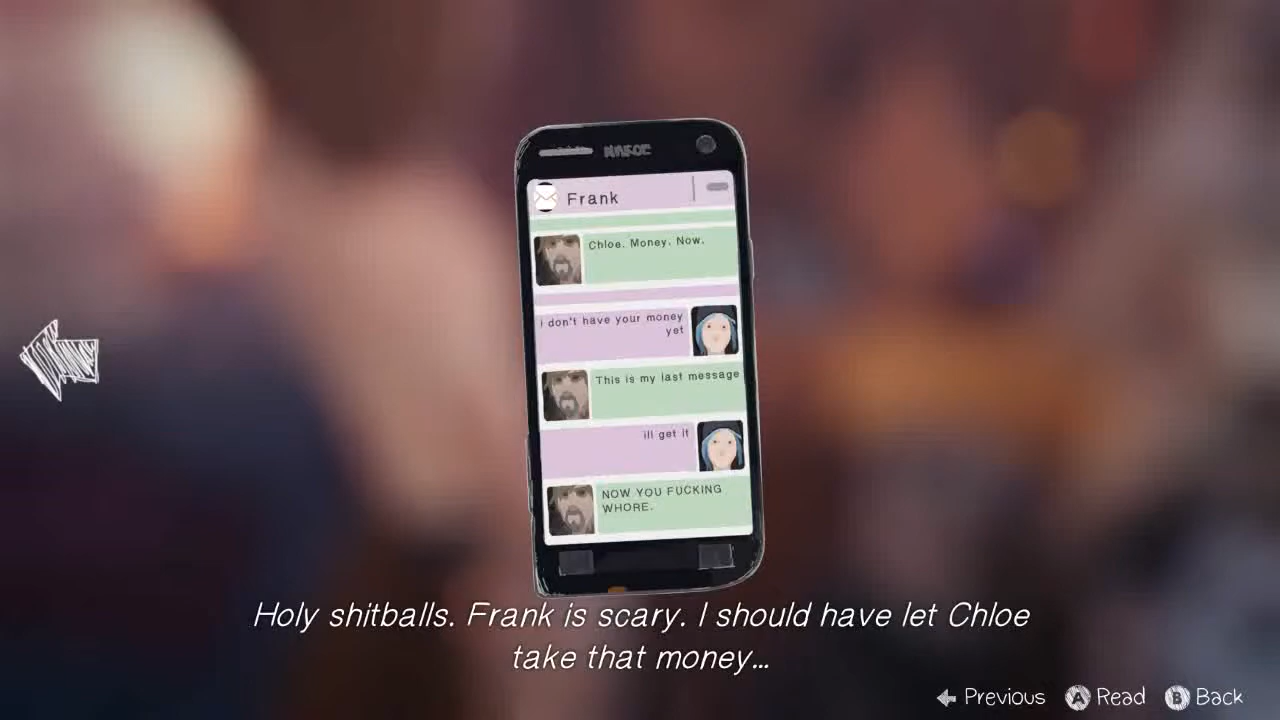 Frank
Chloe. Money. Now.
i don't have your money
yet
This is my last message
ill get it
NOW YOU FUCKING
WHORE.
Holy shitballs. Frank is scary. I should have let Chloe
take that money...
Previous A Read B Back